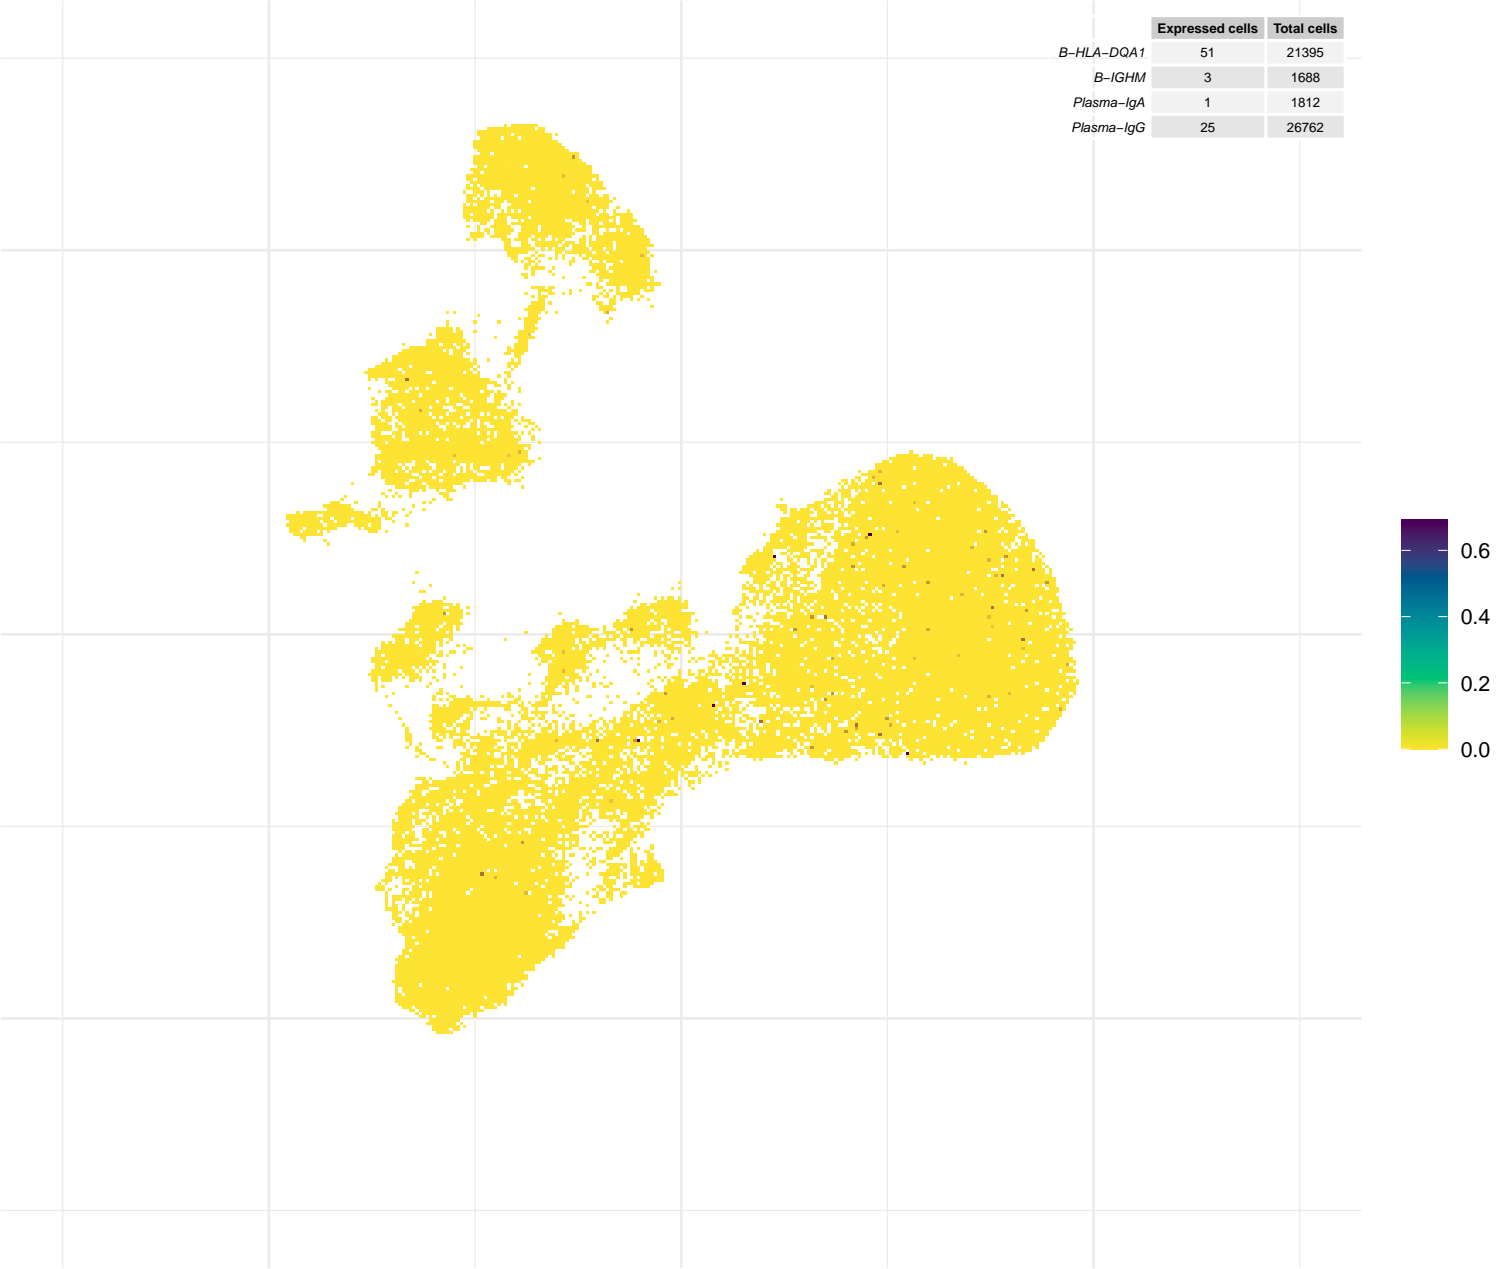 Expressed cells Total cells
B−HLA−DQA1 51 21395
B−IGHM 3 1688
Plasma−IgA 1 1812
Plasma−IgG 25 26762
0.6
0.4
0.2
0.0